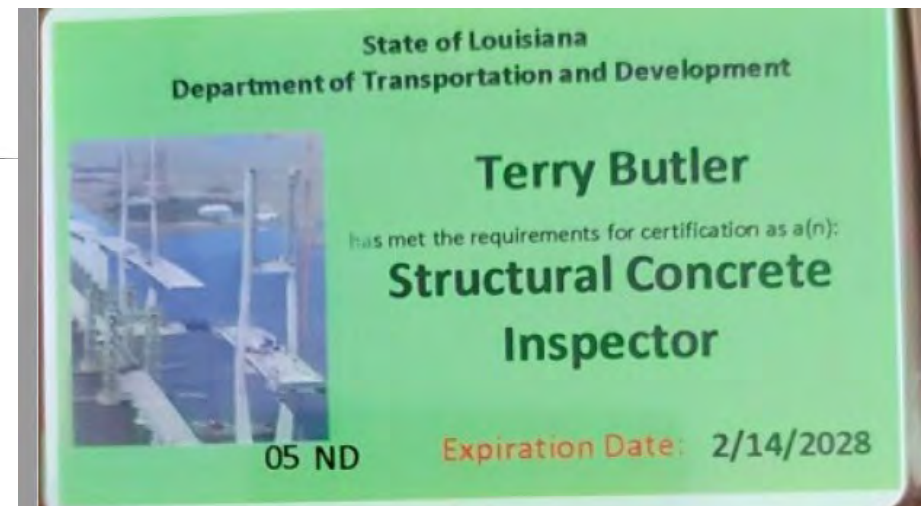 State of Louisiana
Department of Transportation and Development
Terry Butler
has met the requirements for certification as a(n):
Structural Concrete
Inspector
05 ND
Expiration Date: 2/14/2028